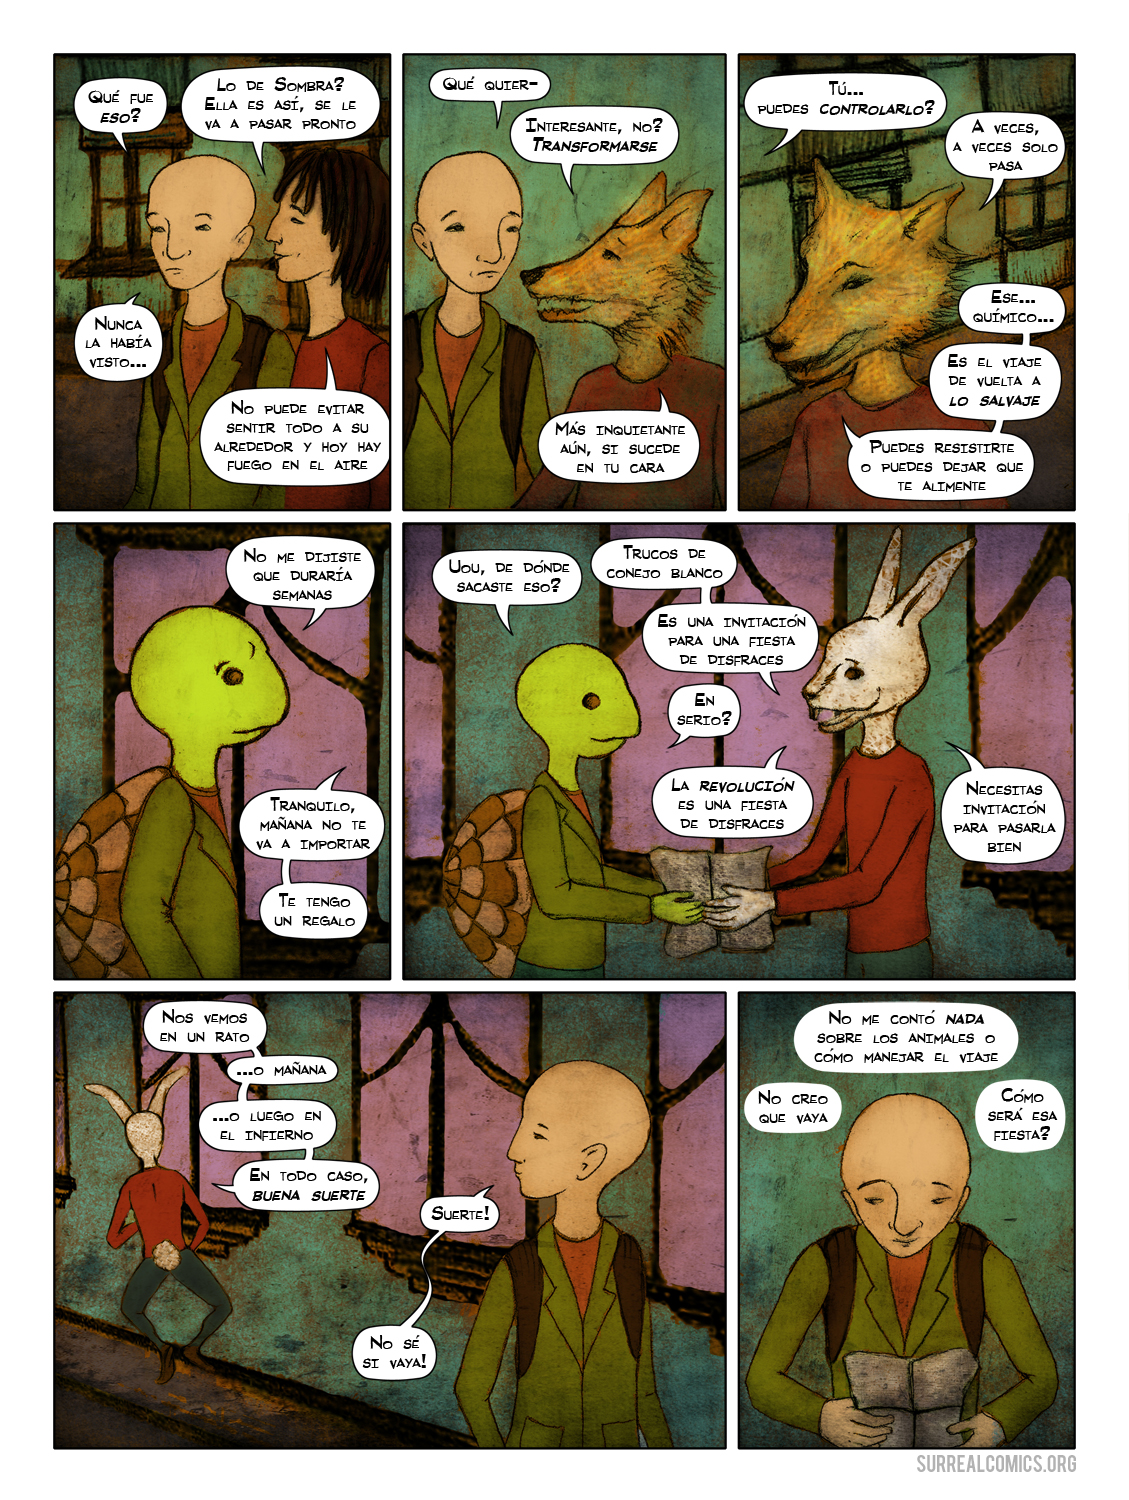 Qué fue
eso?
Lo de Sombra?
Ella es así, se le
va a pasar pronto
Nunca
la había
visto...
No puede evitar
sentir todo a su
alrededor y hoy hay
fuego en el aire
Qué quier-
Interesante, no?
Transformarse
Más inquietante
aún, si sucede
en tu cara
Tú...
puedes controlarlo?
A veces,
a veces solo
pasa
Ese...
químico...
Es el viaje
de vuelta a
lo salvaje
Puedes resistirte
o puedes dejar que
te alimente
No me dijiste
que duraría
semanas
Tranquilo,
mañana no te
va a importar
Te tengo
un regalo
Uou, de dónde
sacaste eso?
Trucos de
conejo blanco
Es una invitación
para una fiesta
de disfraces
En
serio?
La revolución
es una fiesta
de disfraces
Necesitas
invitación
para pasarla
bien
Nos vemos
en un rato
...o mañana
...o luego en
el infierno
En todo caso,
buena suerte
Suerte!
No sé
si vaya!
No me contó nada
sobre los animales o
cómo manejar el viaje
No creo
que vaya
Cómo
será esa
fiesta?
SURREALCOMICS.ORG